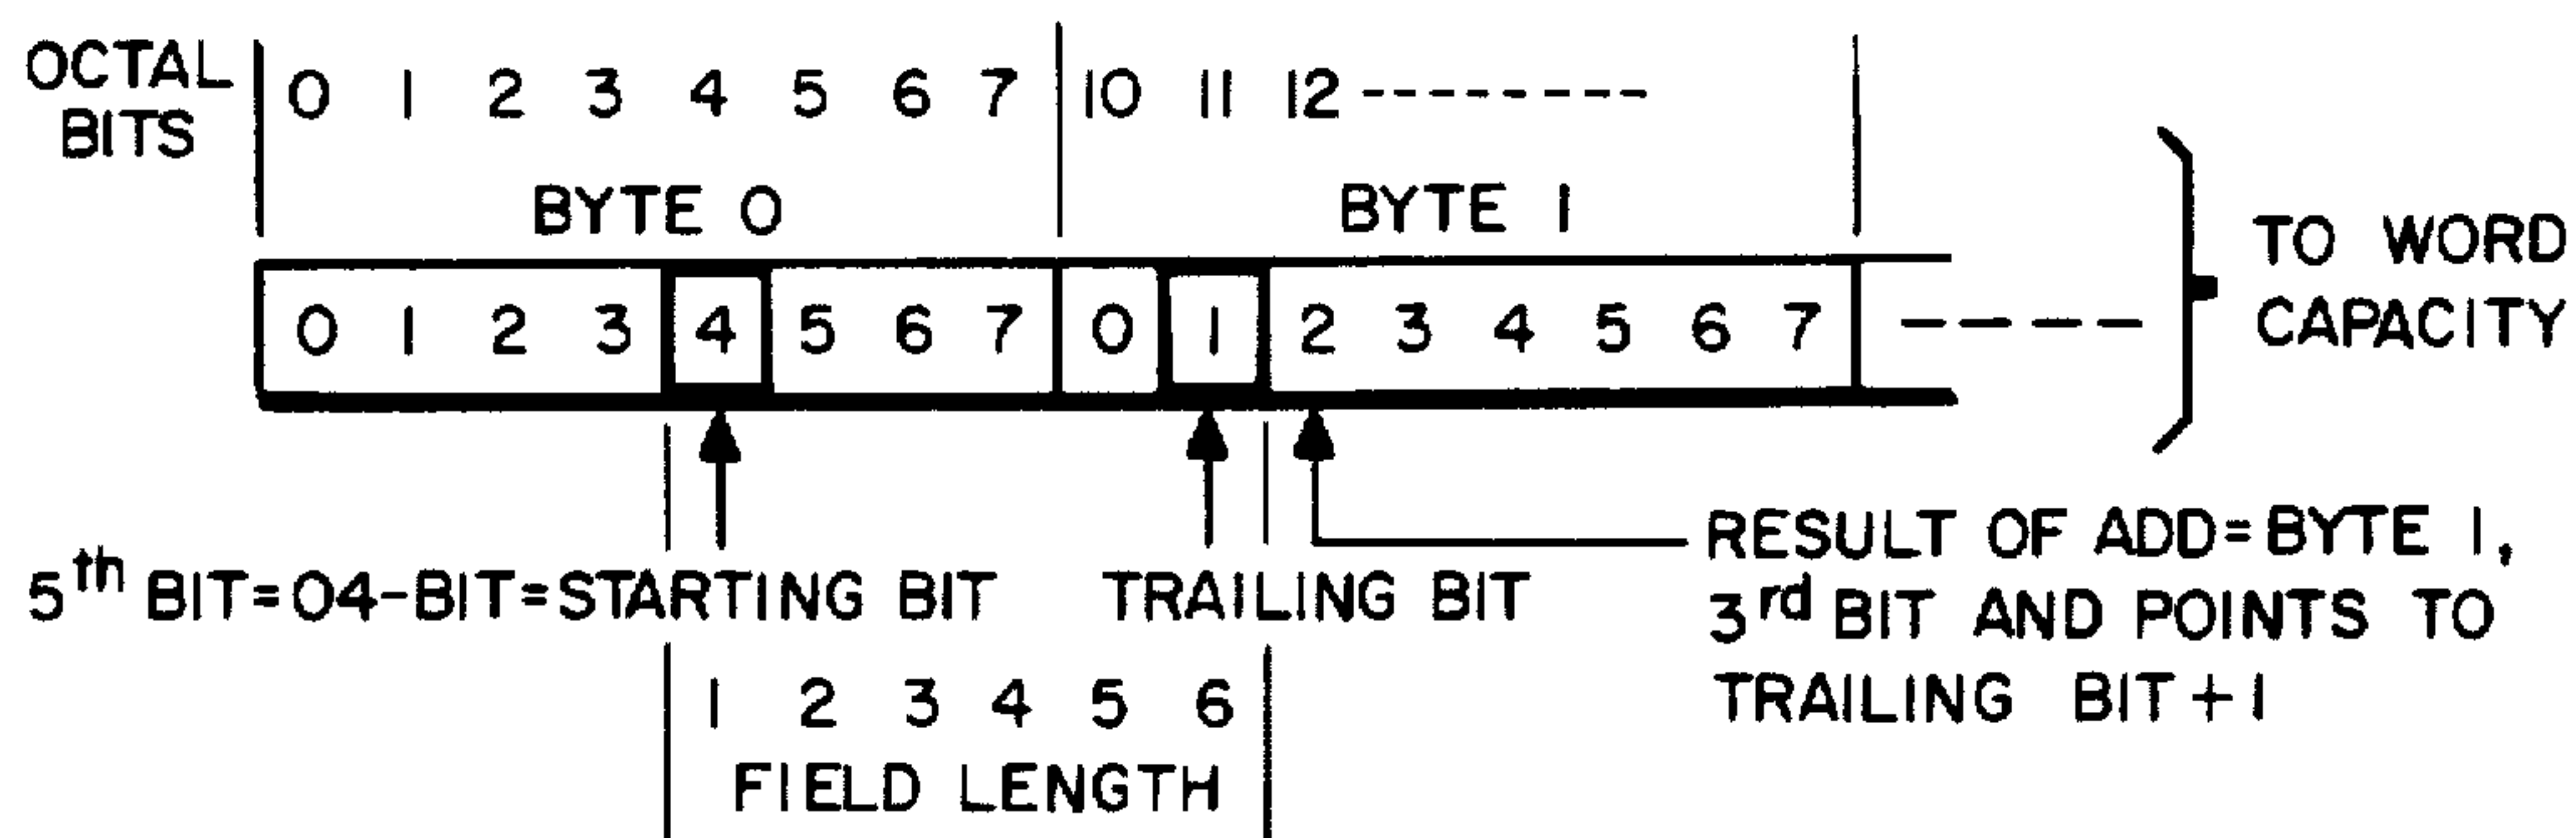 OCTAL
BITS
0 1 2 3 4 5 6 7 10 11 12 ---------
BYTE 0 BYTE 1
0 1 2 3 4 5 6 7 0 1 2 3 4 5 6 7 -----
TO WORD
CAPACITY
5th BIT=04-BIT=STARTING BIT
TRAILING BIT
RESULT OF ADD=BYTE 1,
3rd BIT AND POINTS TO
TRAILING BIT+1
1 2 3 4 5 6
FIELD LENGTH